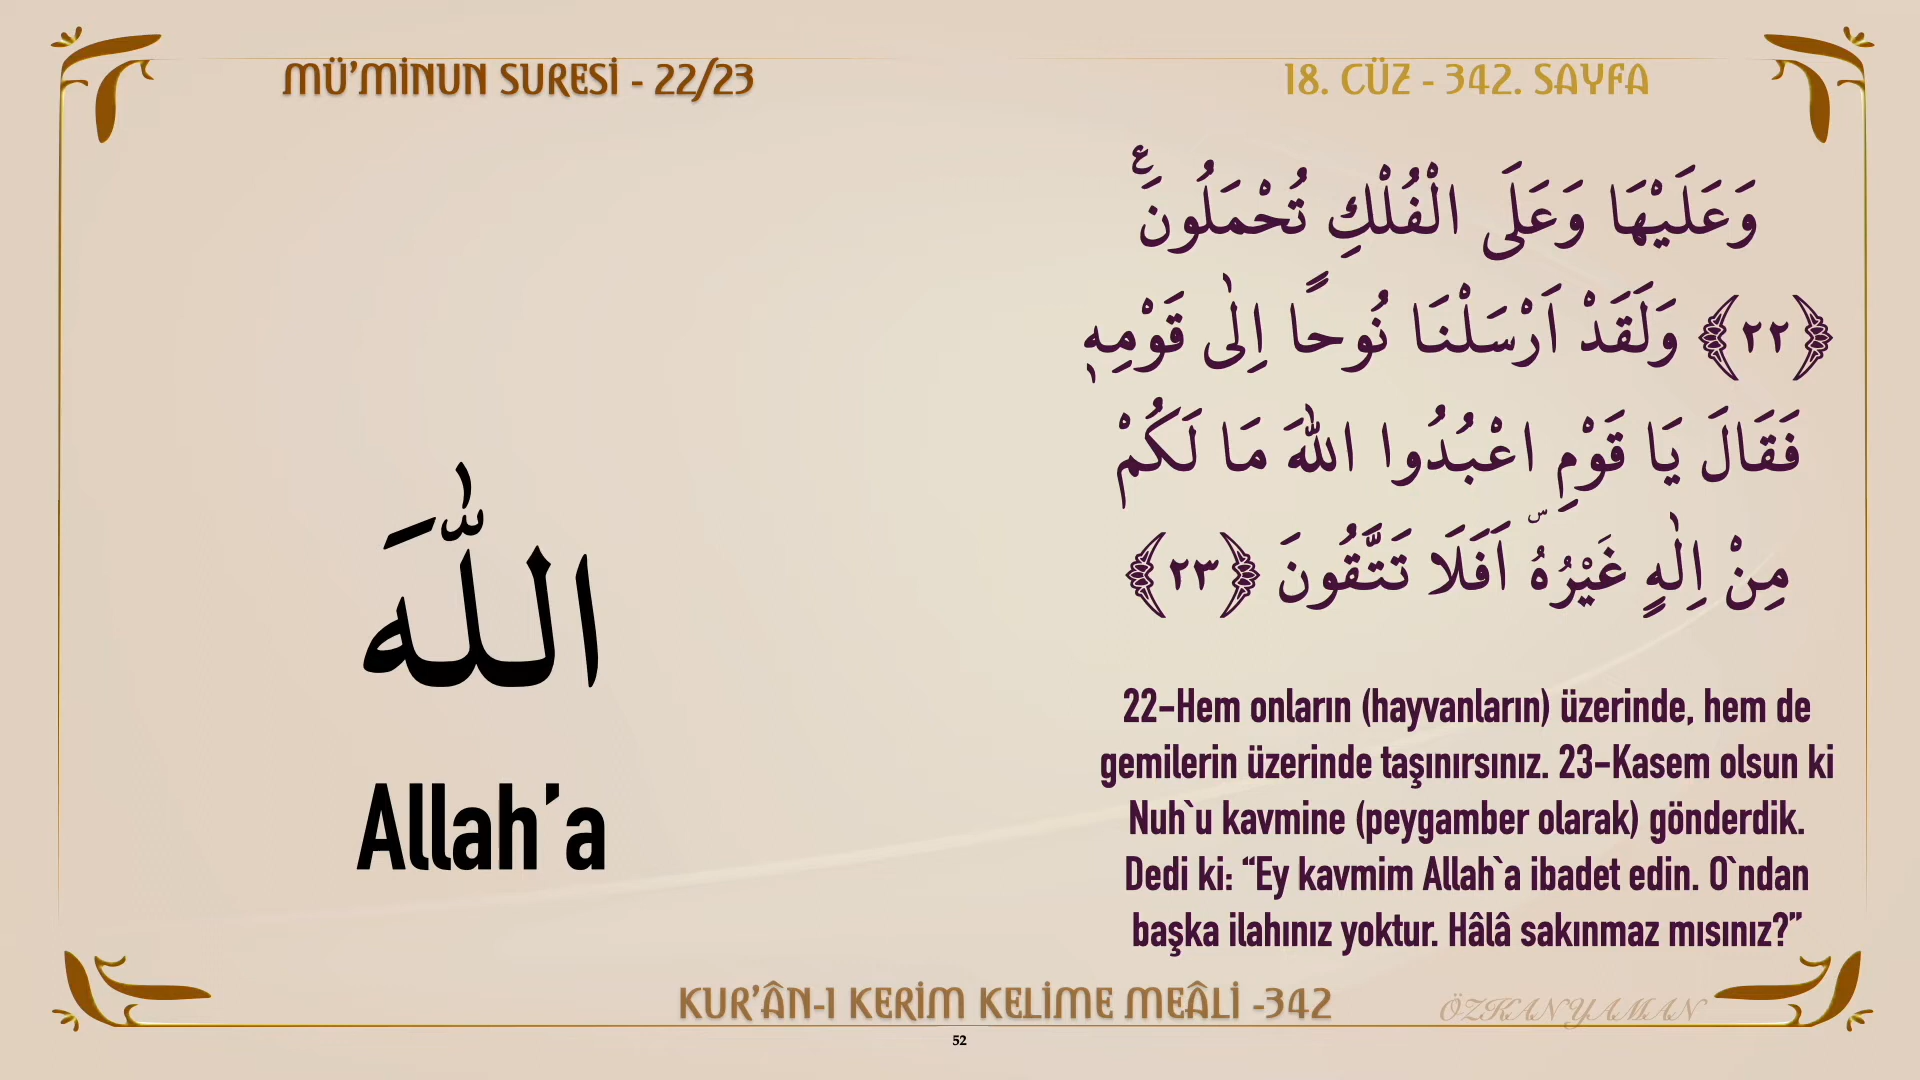 MÜ’MİNUN SURESİ - 22/23
18. CÜZ - 342. SAYFA
وَعَلَيْهَا وَعَلَى الْفُلْكِ تُحْمَلُونَ۟
﴿٢٢﴾ وَلَقَدْ اَرْسَلْنَا نُوحًا اِلٰى قَوْمِه۪
فَقَالَ يَا قَوْمِ اعْبُدُوا اللّٰهَ مَا لَكُمْ
مِنْ اِلٰهٍ غَيْرُهُۜ اَفَلَا تَتَّقُونَ ﴿٢٣﴾
اللّٰهَ
Allah’a
22-Hem onların (hayvanların) üzerinde, hem de
gemilerin üzerinde taşınırsınız. 23-Kasem olsun ki
Nuh`u kavmine (peygamber olarak) gönderdik.
Dedi ki: “Ey kavmim Allah`a ibadet edin. O`ndan
başka ilahınız yoktur. Hâlâ sakınmaz mısınız?”
KUR’ÂN-I KERİM KELİME MEÂLİ -342
ÖZKAN YAMAN
52